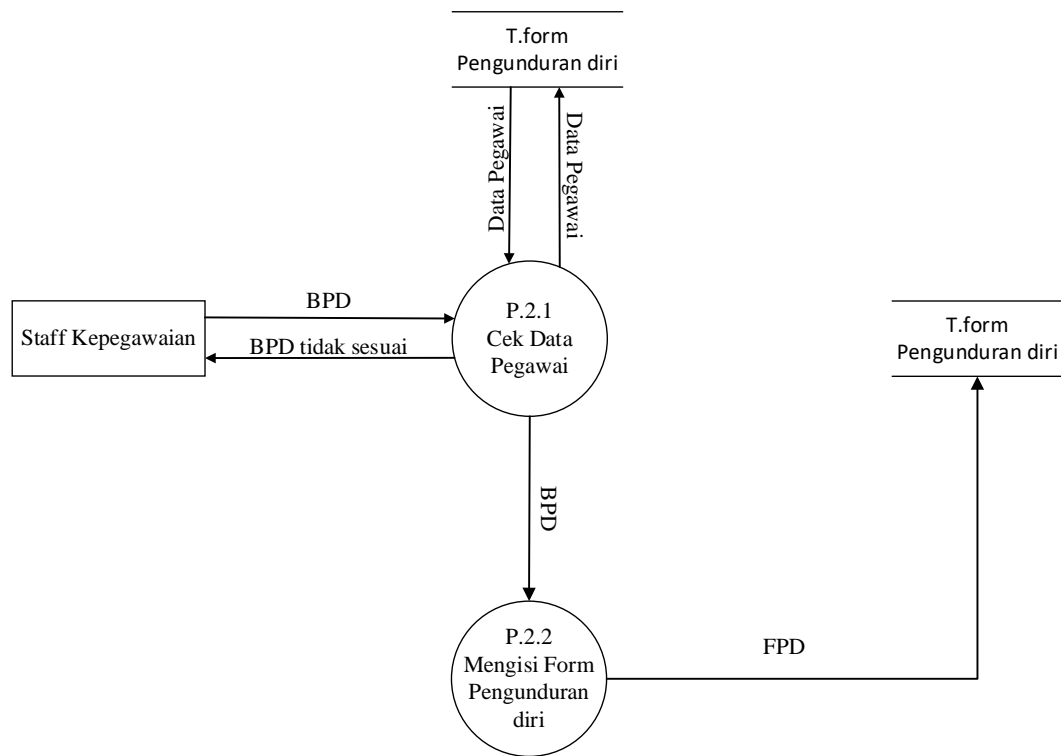 T.form
Pengunduran diri
Data Pegawai
Data Pegawai
BPD
Staff Kepegawaian
BPD tidak sesuai
P.2.1
Cek Data
Pegawai
T.form
Pengunduran diri
BPD
P.2.2
Mengisi Form
Pengunduran
diri
FPD